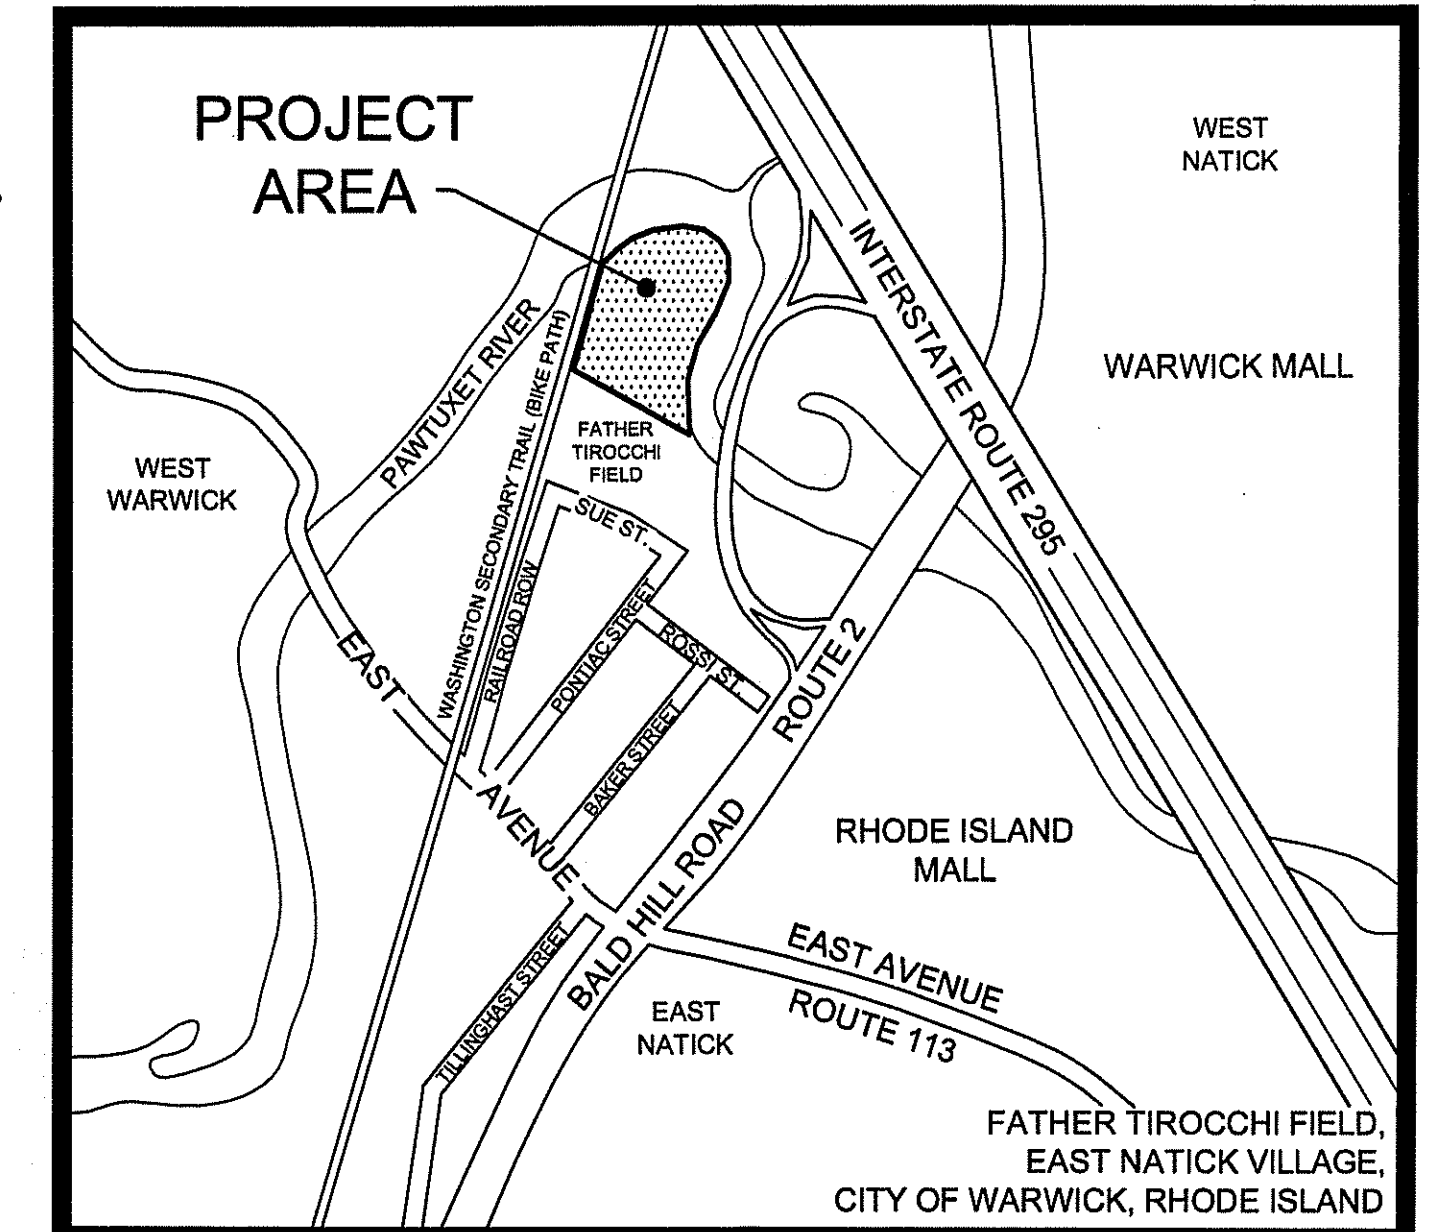 PROJECT
AREA
WEST
NATICK
INTERSTATE ROUTE 295
WARWICK MALL
PAWTUXET RIVER
WASHINGTON SECONDARY TRAIL (BIKE PATH)
FATHER
TIROCCHI
FIELD
WEST
WARWICK
SUE ST.
RAILROAD ROW
PONTIAC STREET
ROSSI ST.
BAKER STREET
EAST AVENUE
ROUTE 2
BALD HILL ROAD
RHODE ISLAND
MALL
TILLINGHAST STREET
EAST AVENUE
ROUTE 113
EAST
NATICK
FATHER TIROCCHI FIELD,
EAST NATICK VILLAGE,
CITY OF WARWICK, RHODE ISLAND